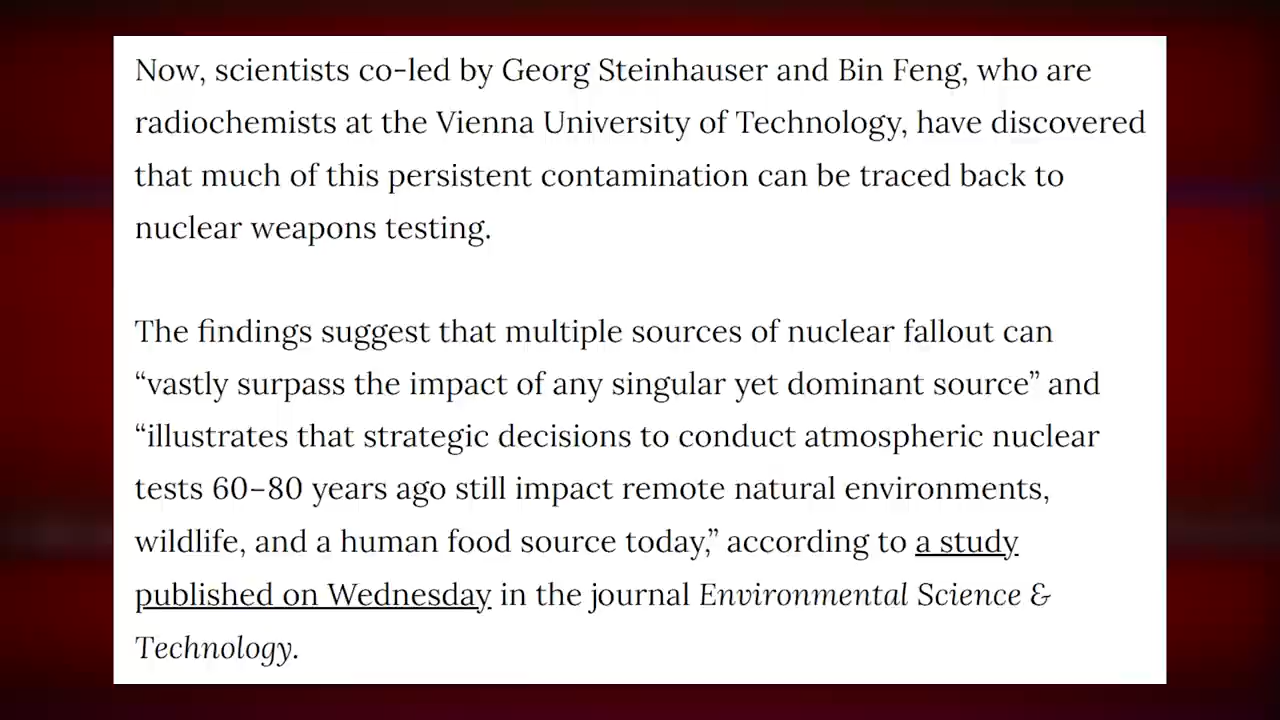 Now, scientists co-led by Georg Steinhauser and Bin Feng, who are
radiochemists at the Vienna University of Technology, have discovered
that much of this persistent contamination can be traced back to
nuclear weapons testing.
The findings suggest that multiple sources of nuclear fallout can
“vastly surpass the impact of any singular yet dominant source” and
“illustrates that strategic decisions to conduct atmospheric nuclear
tests 60–80 years ago still impact remote natural environments,
wildlife, and a human food source today,” according to a study
published on Wednesday in the journal Environmental Science &
Technology.